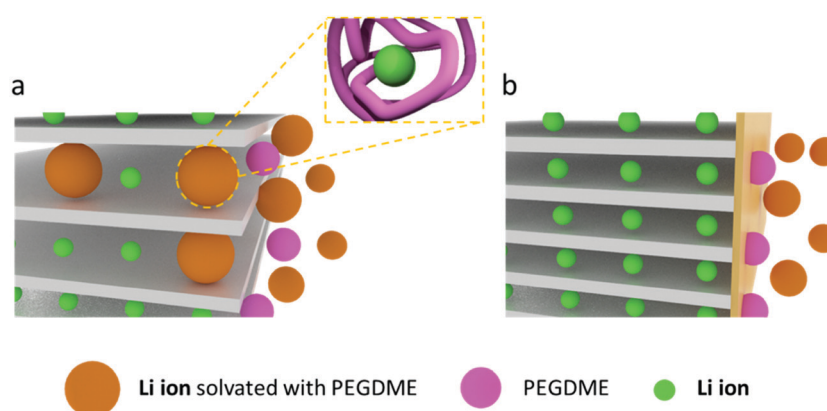 a
b
Li ion solvated with PEGDME
PEGDME
Li ion